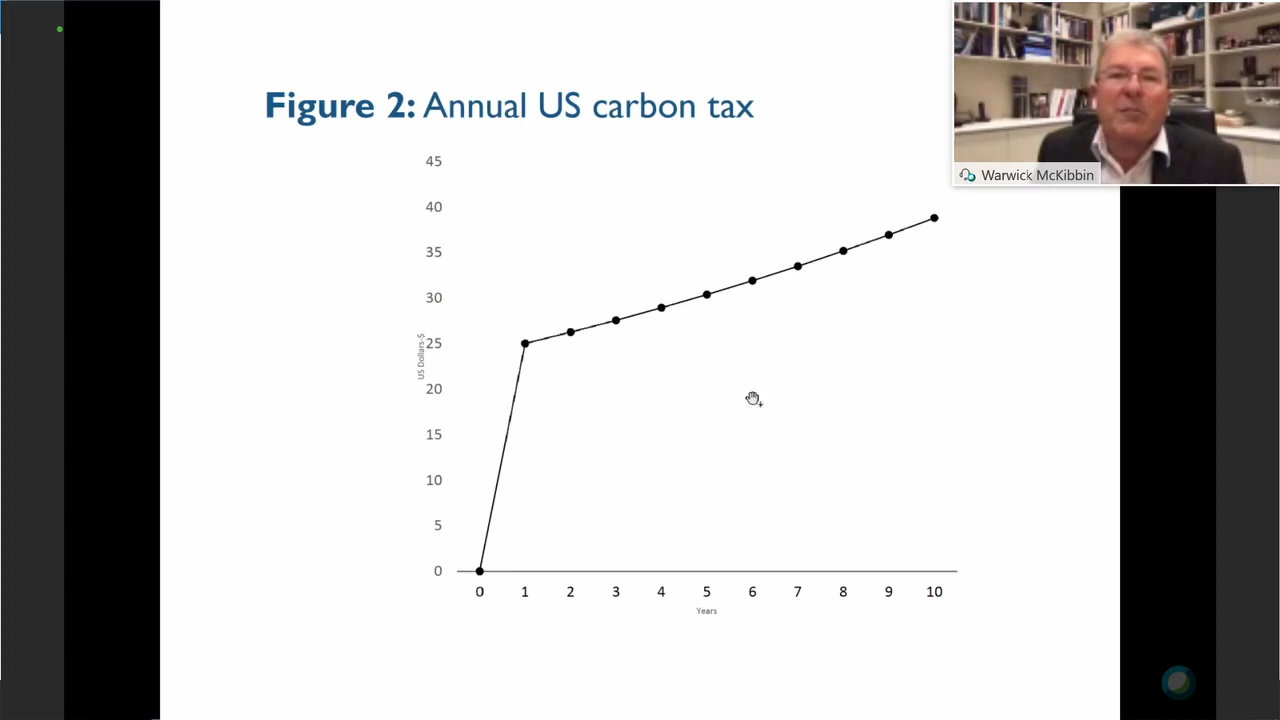 Figure 2: Annual US carbon tax
Warwick McKibbin
45
40
35
30
25
20
15
10
5
0
US Dollars-$
0 1 2 3 4 5 6 7 8 9 10
Years